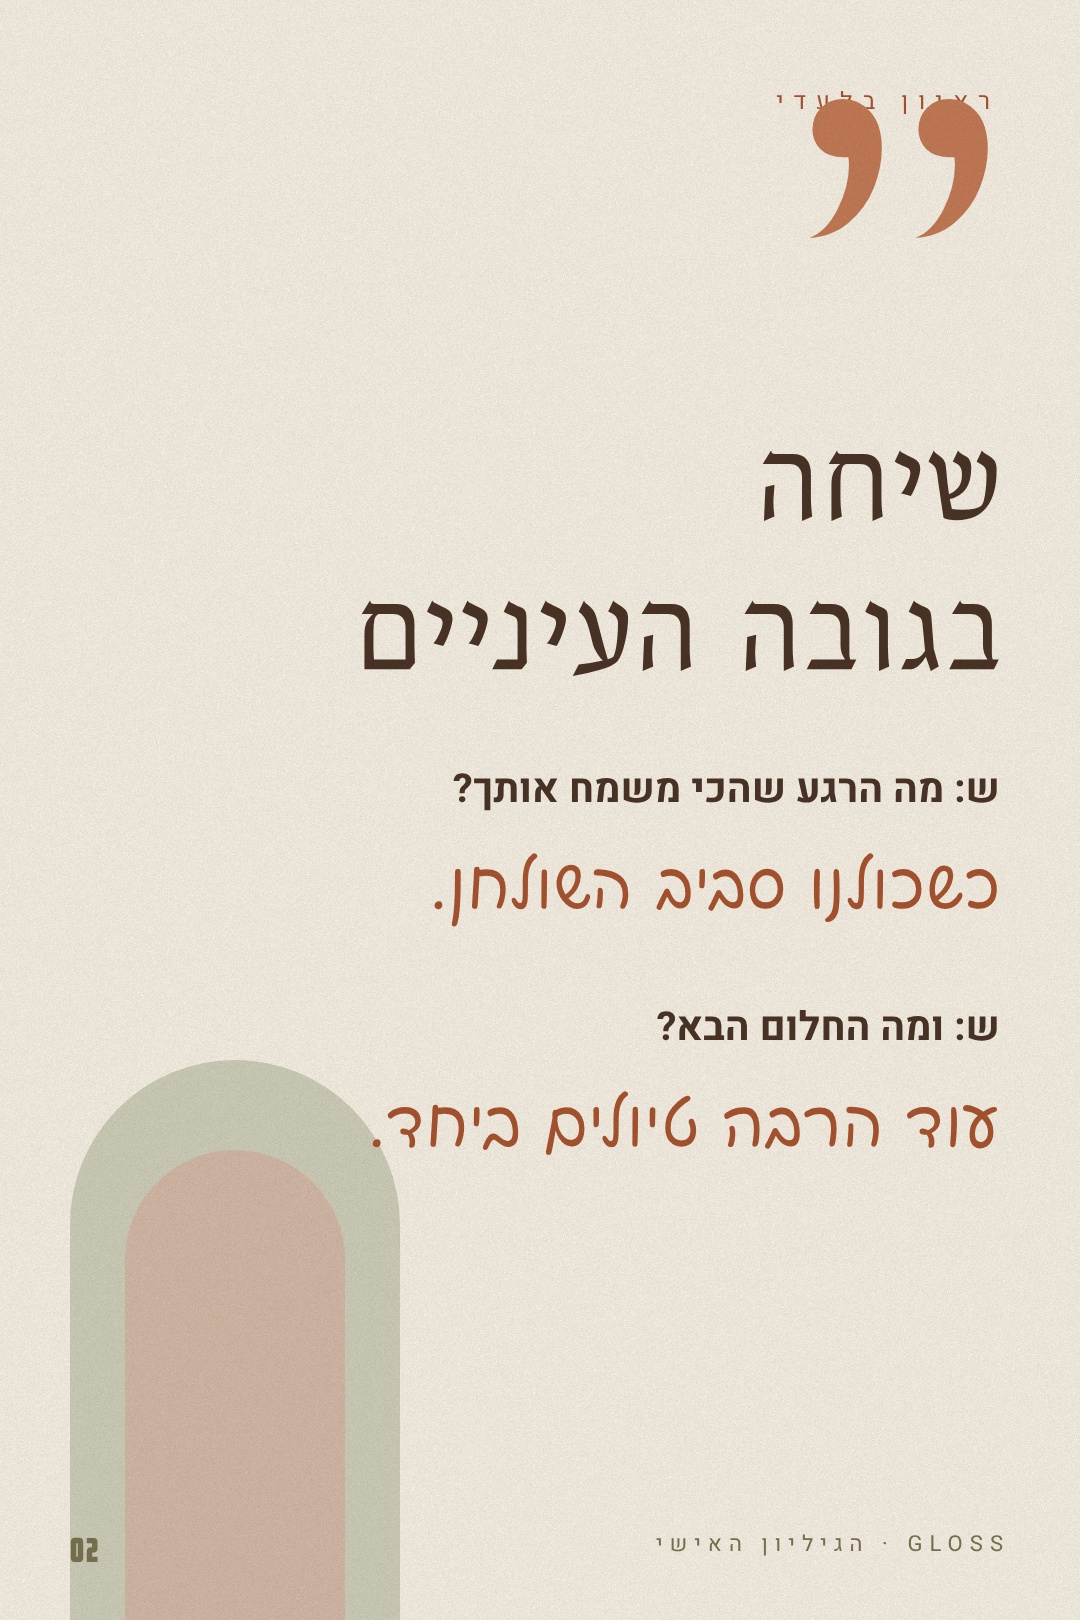 ראיון בלעדי
”
שיחה
בגובה העיניים
ש: מה הרגע שהכי משמח אותך?
כשכולנו סביב השולחן.
ש: ומה החלום הבא?
עוד הרבה טיולים ביחד.
GLOSS · הגיליון האישי
02